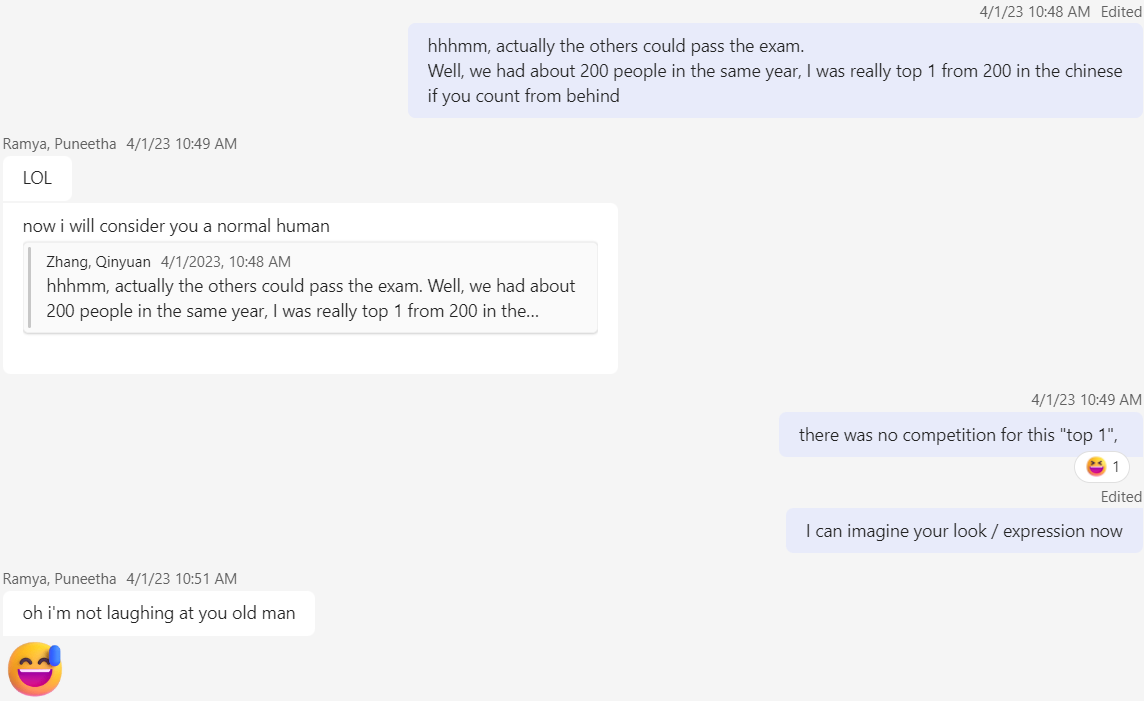 4/1/23 10:48 AM Edited
hhhmm, actually the others could pass the exam.
Well, we had about 200 people in the same year, I was really top 1 from 200 in the chinese
if you count from behind
Ramya, Puneetha 4/1/23 10:49 AM
LOL
now i will consider you a normal human
Zhang, Qinyuan 4/1/2023, 10:48 AM
hhhmm, actually the others could pass the exam. Well, we had about
200 people in the same year, I was really top 1 from 200 in the...
4/1/23 10:49 AM
there was no competition for this "top 1",
1
Edited
I can imagine your look / expression now
Ramya, Puneetha 4/1/23 10:51 AM
oh i'm not laughing at you old man